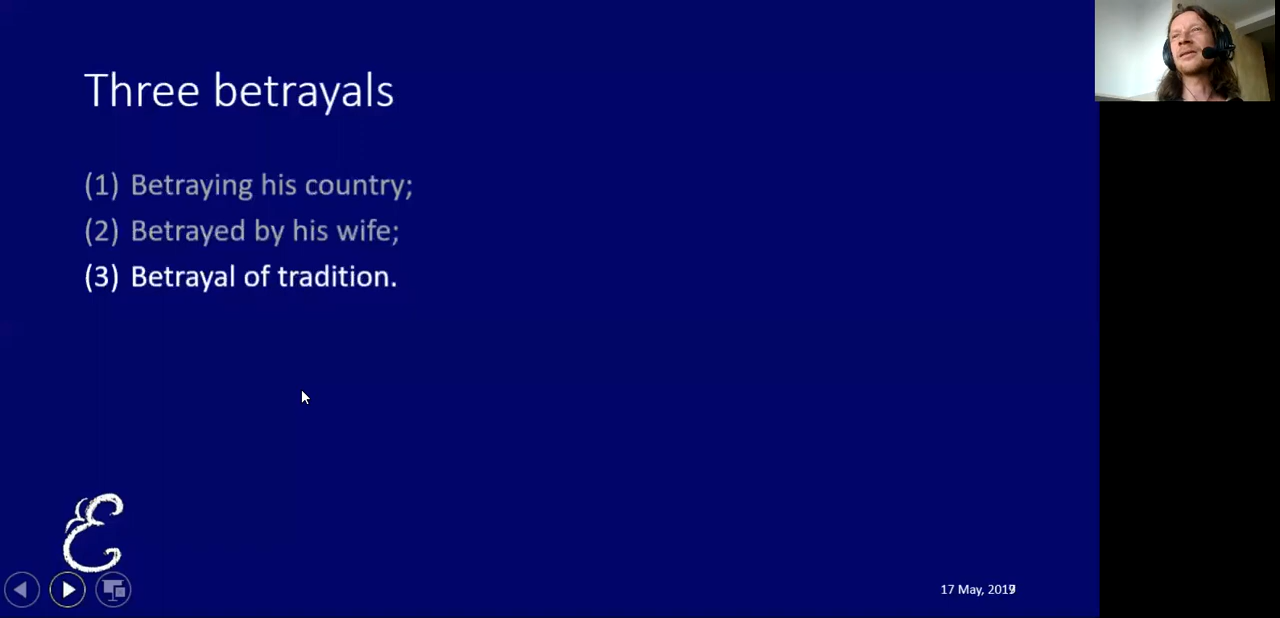 Three betrayals
(1) Betraying his country;
(2) Betrayed by his wife;
(3) Betrayal of tradition.
E
17 May,